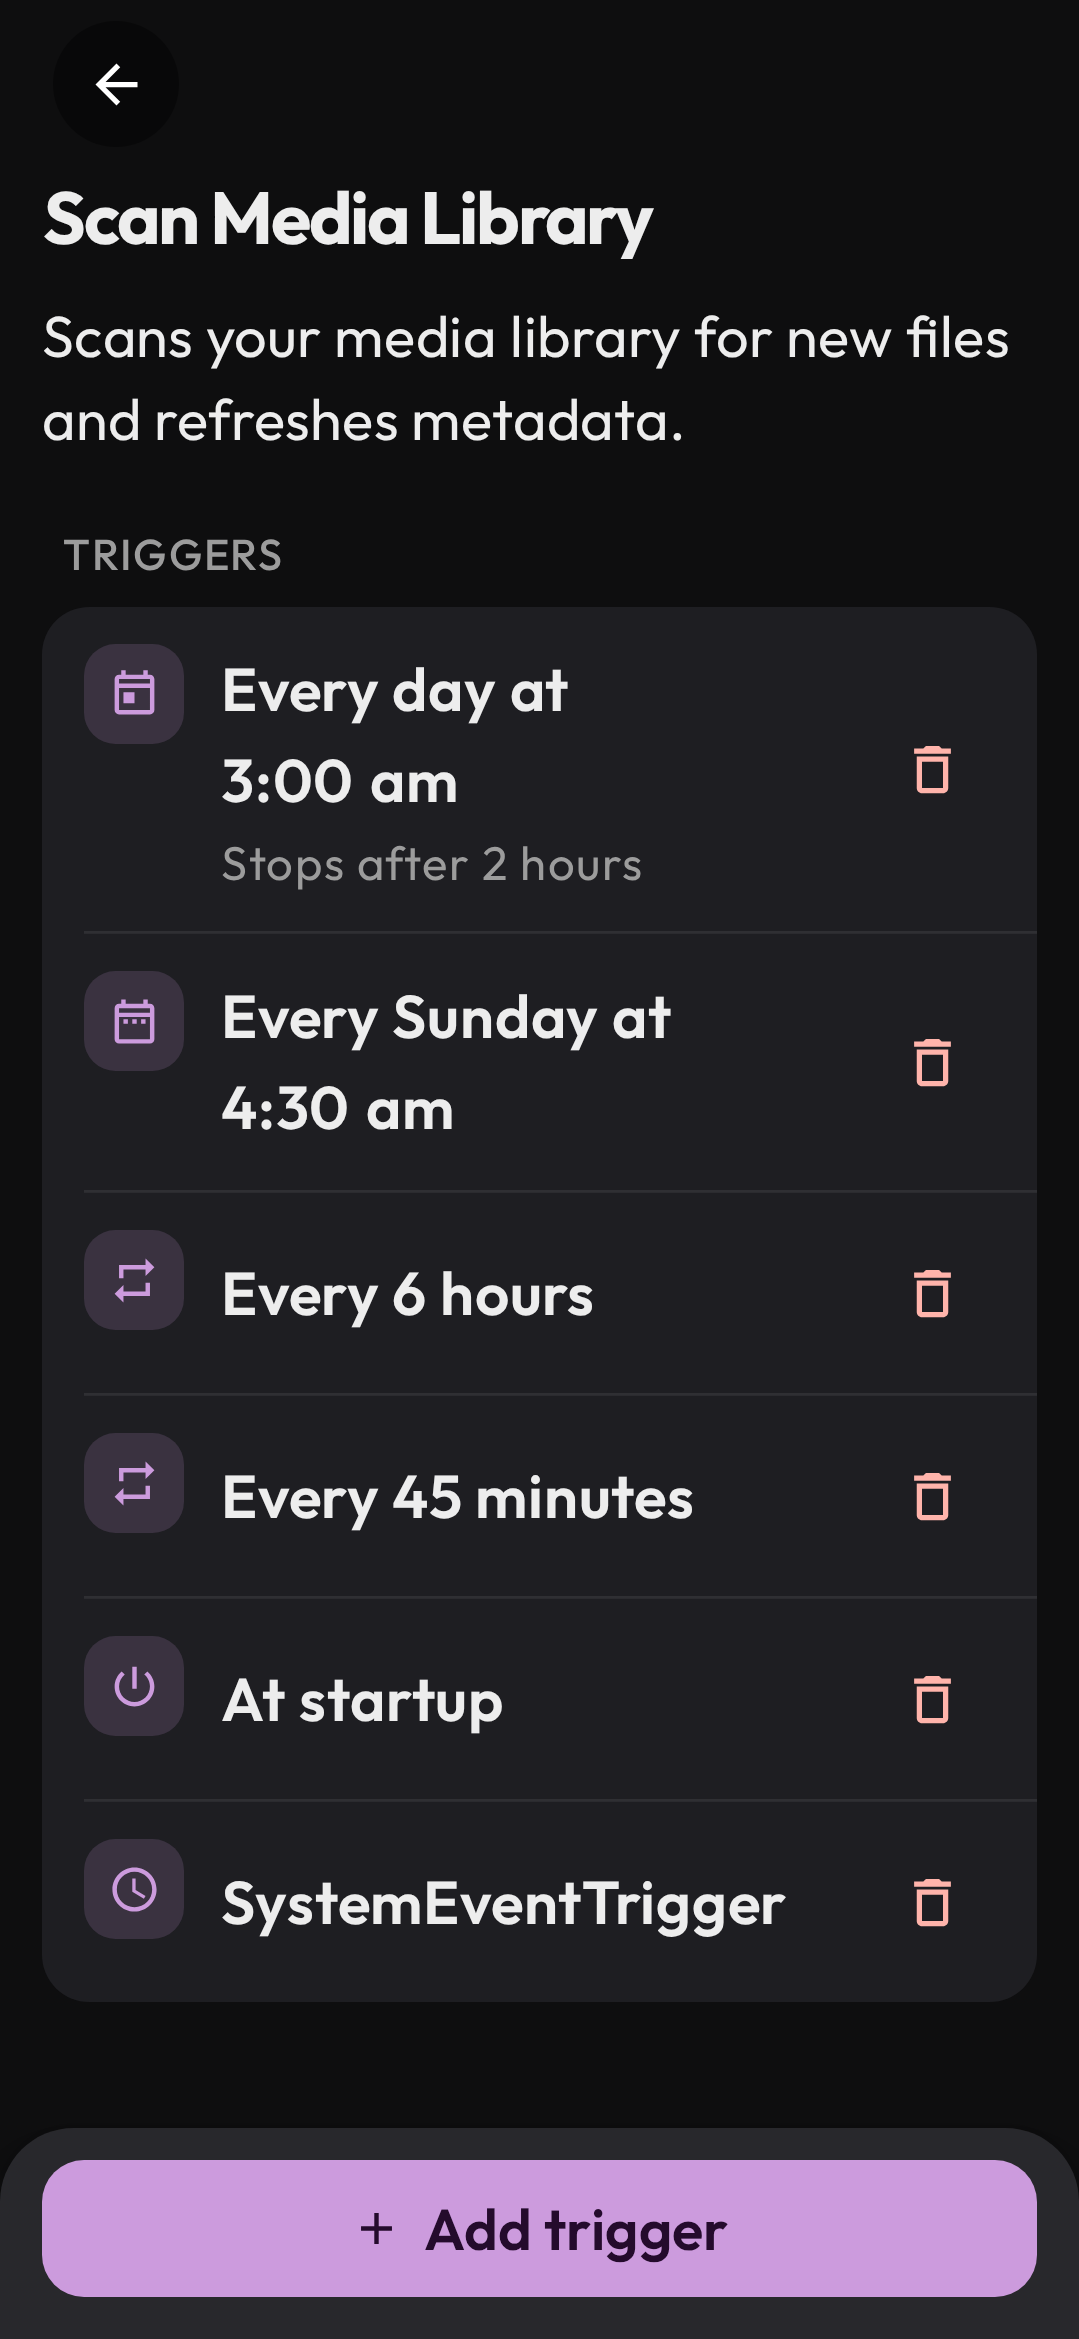 Scan Media Library
Scans your media library for new files
and refreshes metadata.
TRIGGERS
Every day at
3:00 am
Stops after 2 hours
Every Sunday at
4:30 am
Every 6 hours
Every 45 minutes
At startup
SystemEventTrigger
+ Add trigger